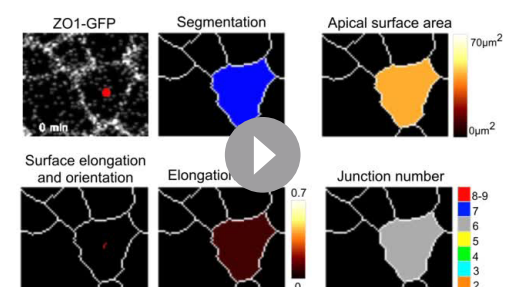 ZO1-GFP
Segmentation
Apical surface area
70µm2
0 min
0µm2
Surface elongation
and orientation
Elongation
0.7
Junction number
8-9
7
6
5
4
3
2
0